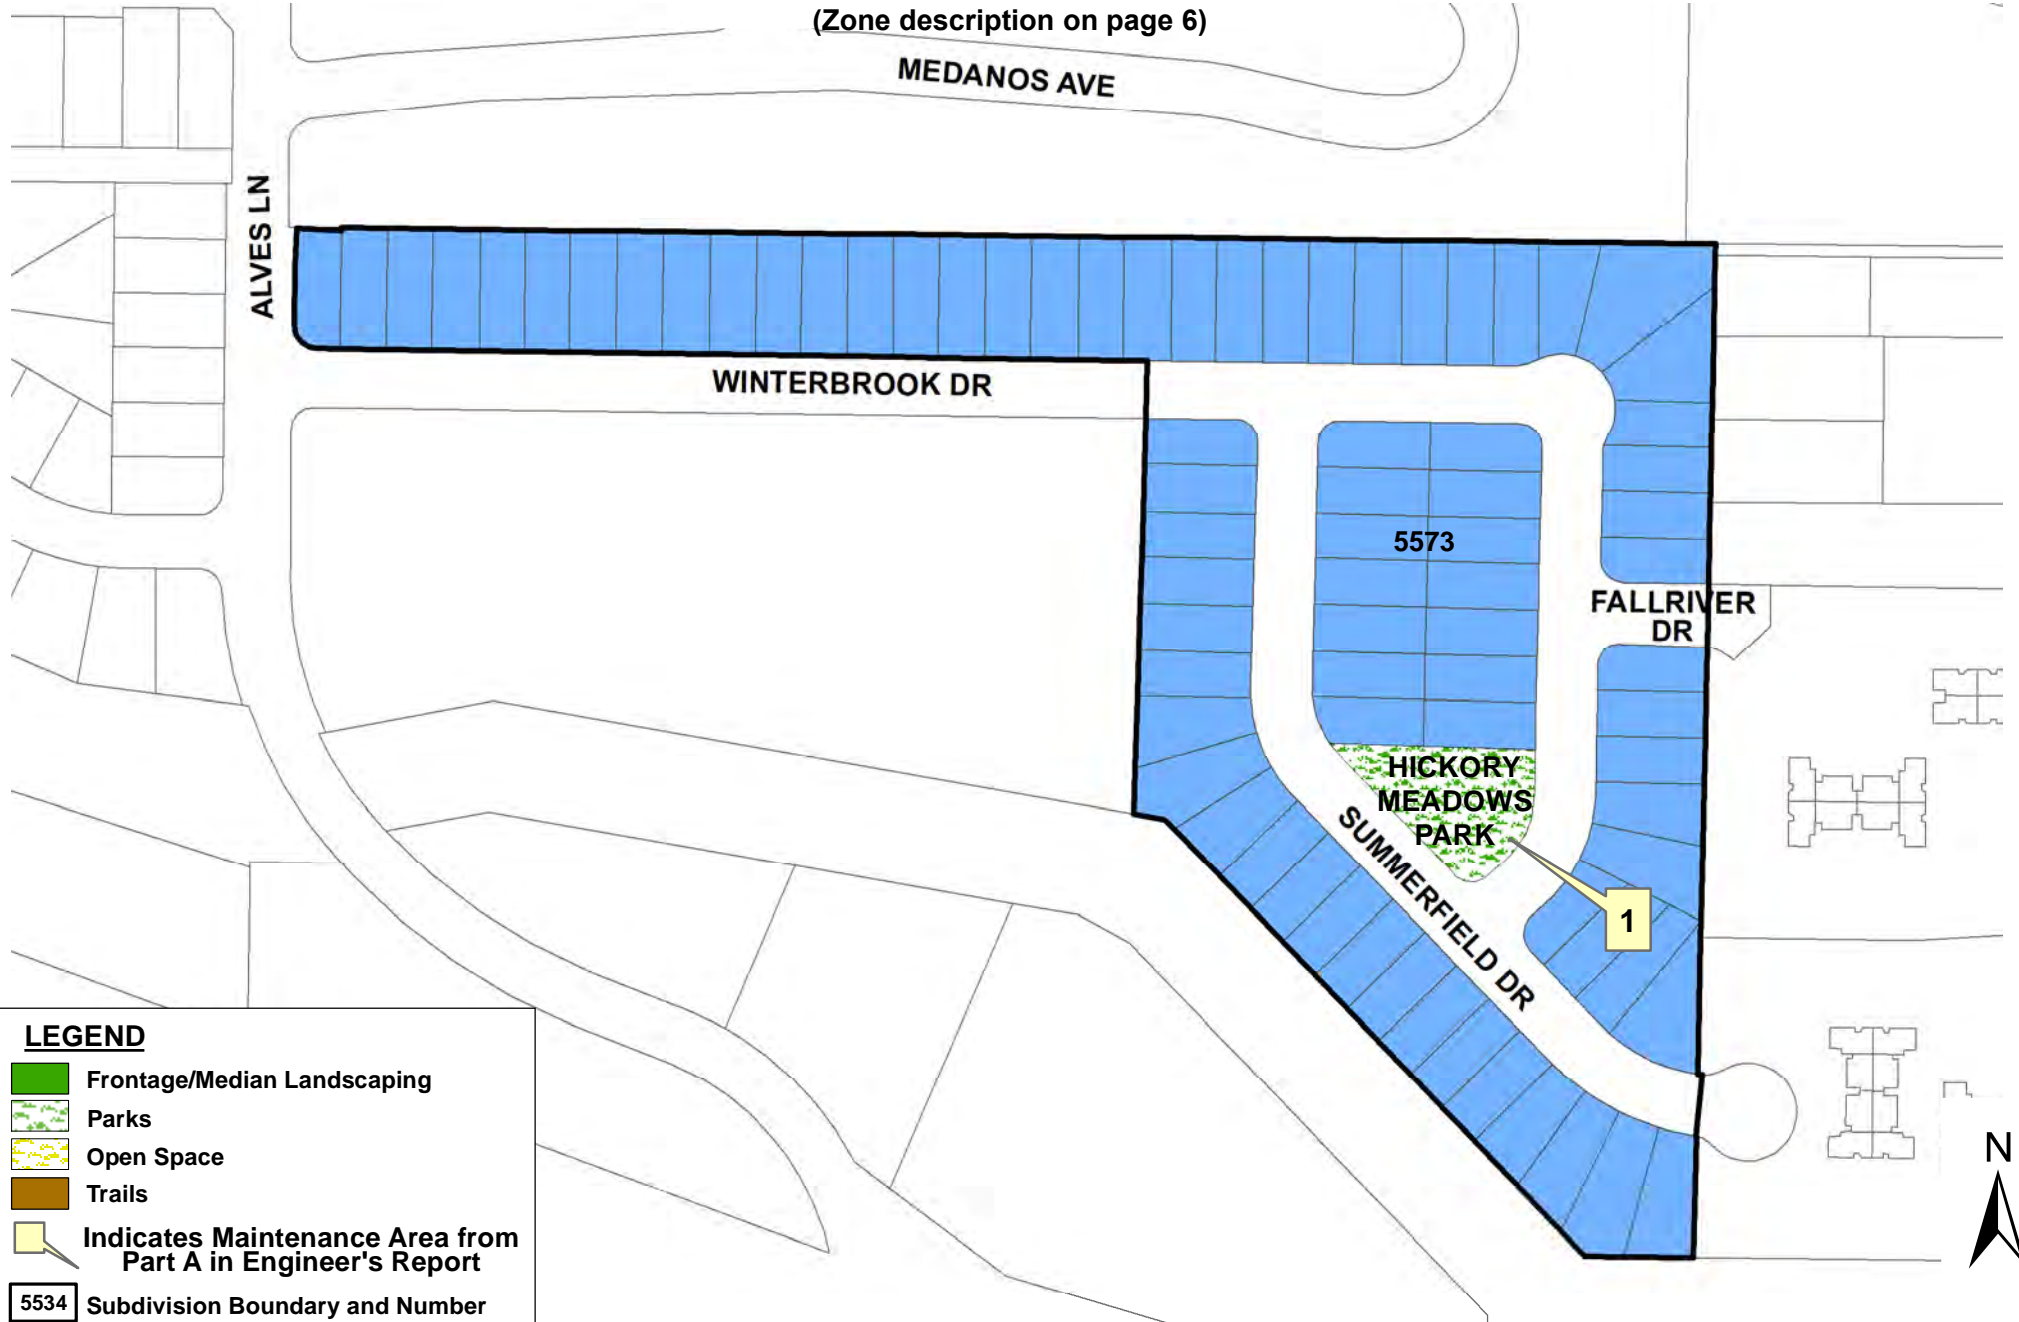 (Zone description on page 6)
MEDANOS AVE
ALVES LN
WINTERBROOK DR
5573
FALLRIVER
DR
HICKORY
MEADOWS
PARK
SUMMERFIELD DR
1
LEGEND
Frontage/Median Landscaping
Parks
Open Space
Trails
Indicates Maintenance Area from
Part A in Engineer's Report
5534 Subdivision Boundary and Number
N